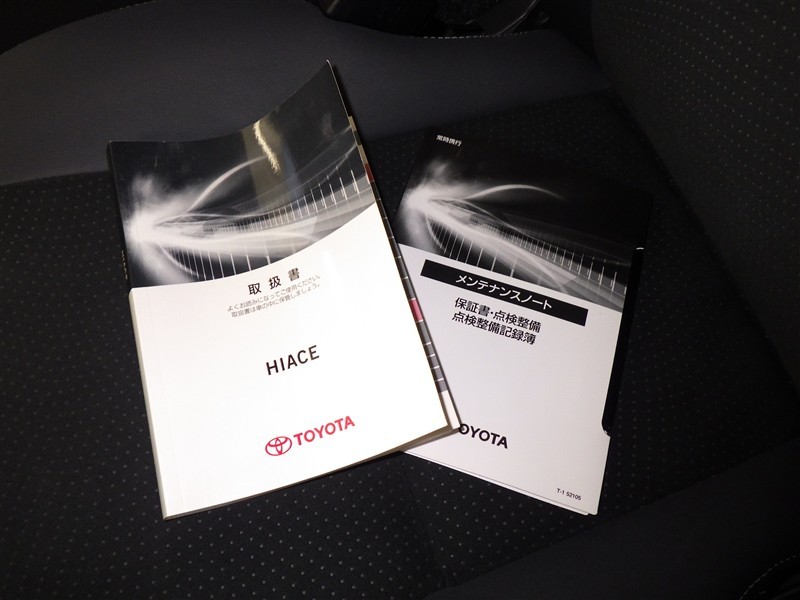 取扱書
よくお読みになってご使用ください。
取扱書は車の中に保管しましょう。
HIACE
TOYOTA
常時携行
メンテナンスノート
保証書・点検整備
点検整備記録簿
OYOTA
T-1 52105